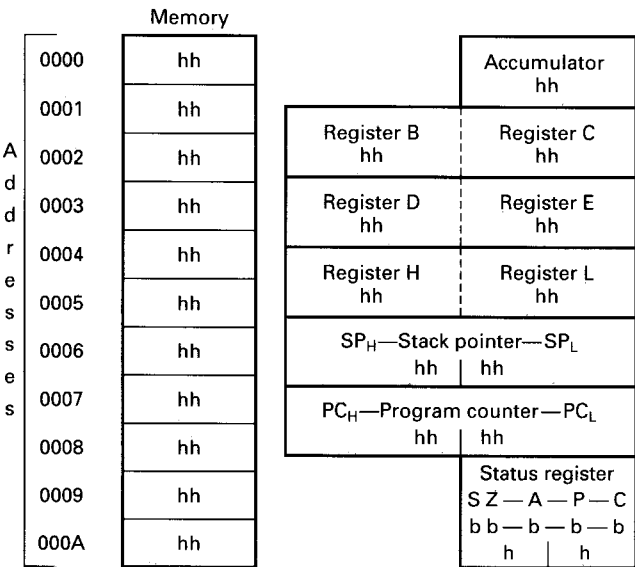 Memory
Addresses
0000 hh
0001 hh
0002 hh
0003 hh
0004 hh
0005 hh
0006 hh
0007 hh
0008 hh
0009 hh
000A hh
Accumulator
hh
Register B Register C
hh hh
Register D Register E
hh hh
Register H Register L
hh hh
SPH—Stack pointer—SPL
hh hh
PCH—Program counter—PCL
hh hh
Status register
S Z — A — P — C
b b — b — b — b
h h